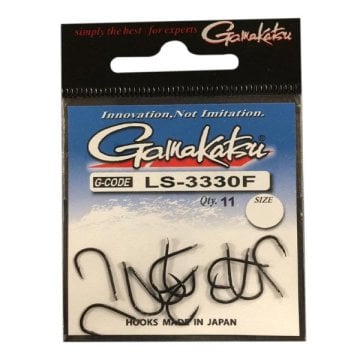 simply the best for experts
Gamakatsu
Innovation, Not Imitation.
Gamakatsu®
G-CODE LS-3330F
Qty. 11 SIZE
HOOKS MADE IN JAPAN